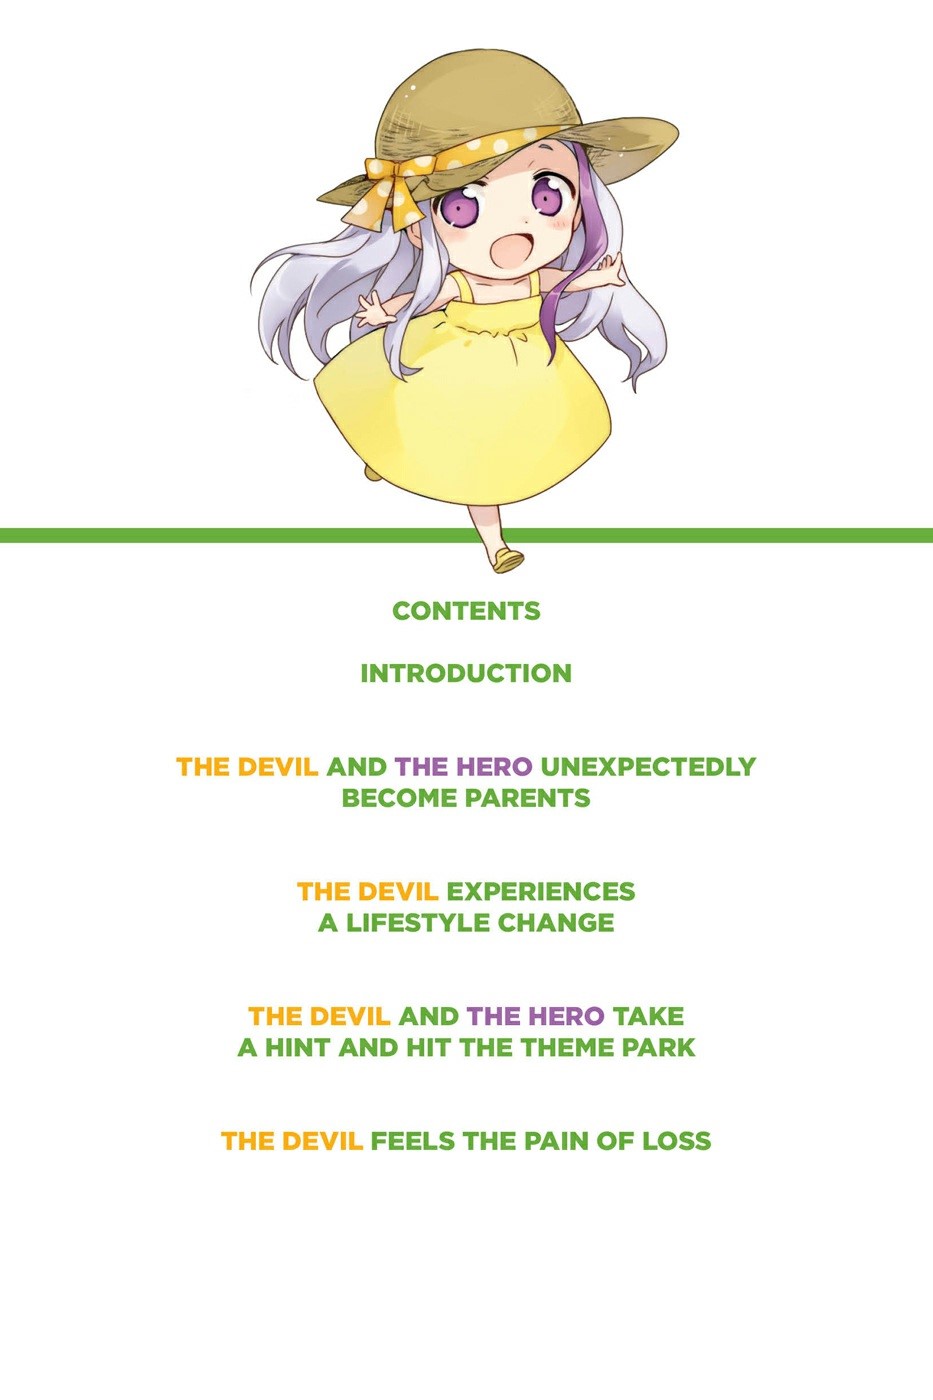 CONTENTS
INTRODUCTION
THE DEVIL AND THE HERO UNEXPECTEDLY
BECOME PARENTS
THE DEVIL EXPERIENCES
A LIFESTYLE CHANGE
THE DEVIL AND THE HERO TAKE
A HINT AND HIT THE THEME PARK
THE DEVIL FEELS THE PAIN OF LOSS